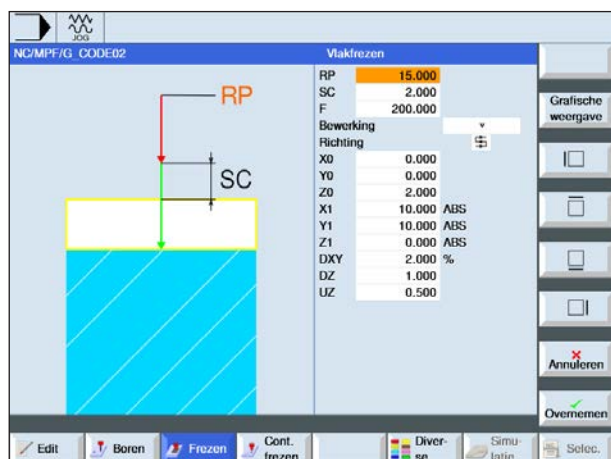 JOG
NC/MPF/G_CODE02
Vlakfrezen
RP
SC
RP 15.000
SC 2.000
F 200.000
Bewerking ▿
Richting
X0 0.000
Y0 0.000
Z0 2.000
X1 10.000 ABS
Y1 10.000 ABS
Z1 0.000 ABS
DXY 2.000 %
DZ 1.000
UZ 0.500
Grafische
weergave
Annuleren
Overnemen
Edit
Boren
Frezen
Cont.
frezen
Diver-
se
Simu-
latie
Selec.